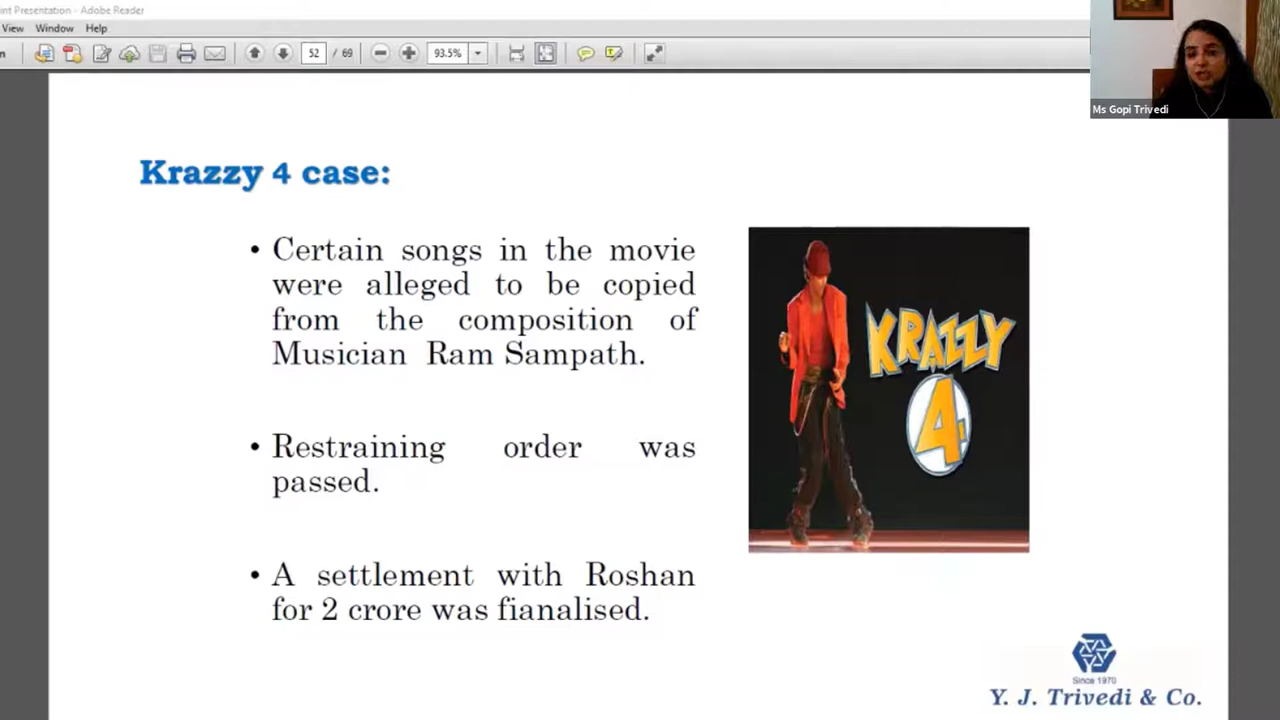 int Presentation - Adobe Reader
View Window Help
52 / 69 93.5%
Ms Gopi Trivedi
Krazzy 4 case:
• Certain songs in the movie
were alleged to be copied
from the composition of
Musician Ram Sampath.
• Restraining order was
passed.
• A settlement with Roshan
for 2 crore was fianalised.
KRAZZY
4
Since 1970
Y. J. Trivedi & Co.